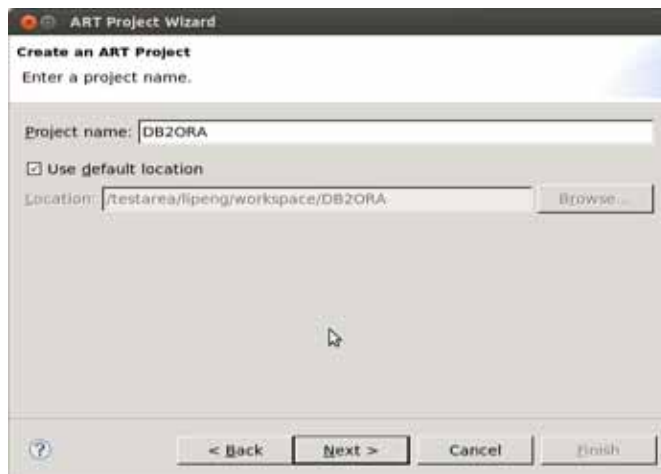 ART Project Wizard
Create an ART Project
Enter a project name.
Project name: DB2ORA
Use default location
Location: /testarea/lipeng/workspace/DB2ORA Browse...
? < Back Next > Cancel Finish